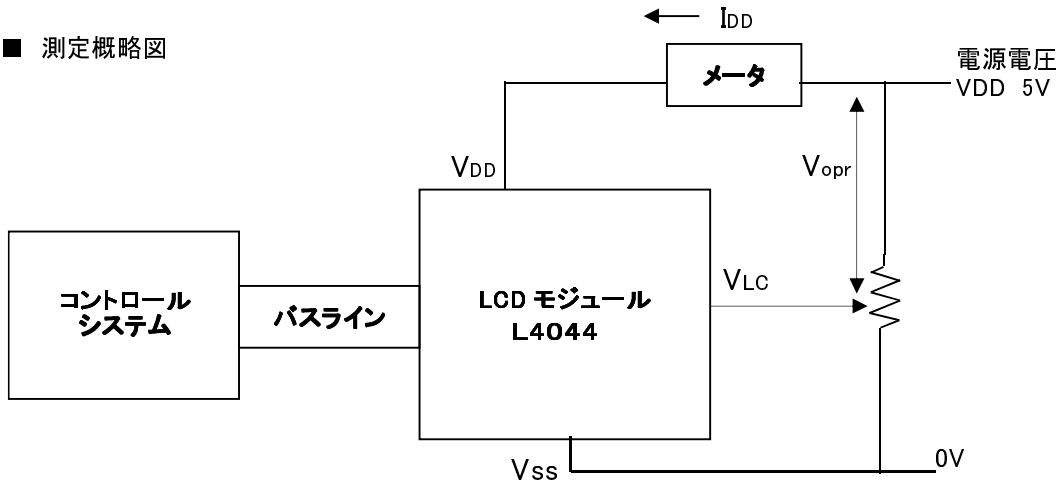 IDD
■ 測定概略図
メータ
電源電圧
VDD 5V
VDD
Vopr
コントロール
システム
バスライン
LCD モジュール
L4044
VLC
VSS
0V